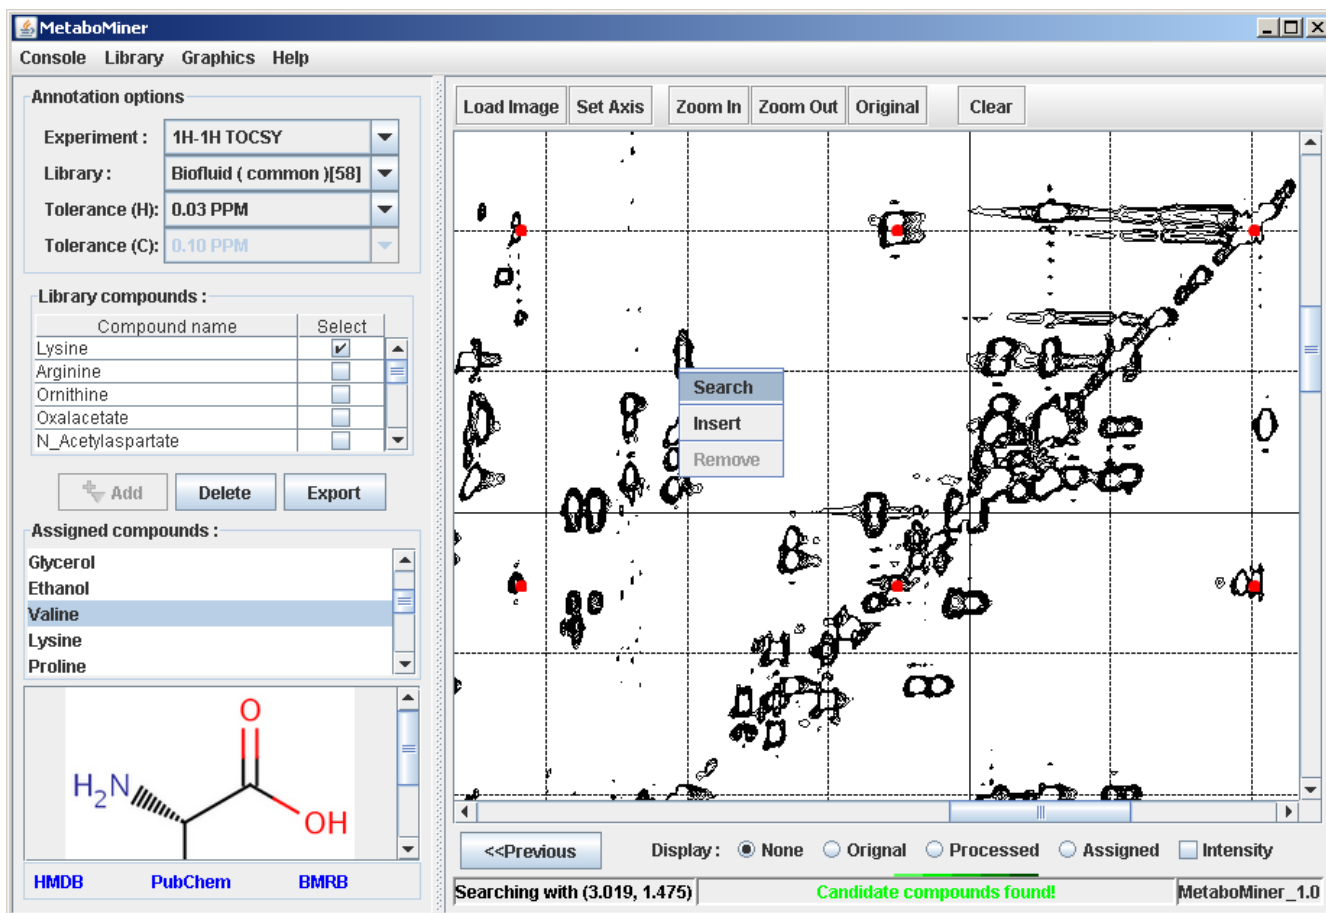 MetaboMiner
Console Library Graphics Help
Annotation options
Experiment : 1H-1H TOCSY
Library : Biofluid ( common )[58]
Tolerance (H): 0.03 PPM
Tolerance (C): 0.10 PPM
Library compounds :
Compound name Select
Lysine
Arginine
Ornithine
Oxalacetate
N_Acetylaspartate
Add Delete Export
Assigned compounds :
Glycerol
Ethanol
Valine
Lysine
Proline
O
H2N
OH
HMDB PubChem BMRB
Load Image Set Axis Zoom In Zoom Out Original Clear
Search
Insert
Remove
<<Previous Display : None Orignal Processed Assigned Intensity
Searching with (3.019, 1.475) Candidate compounds found! MetaboMiner_1.0